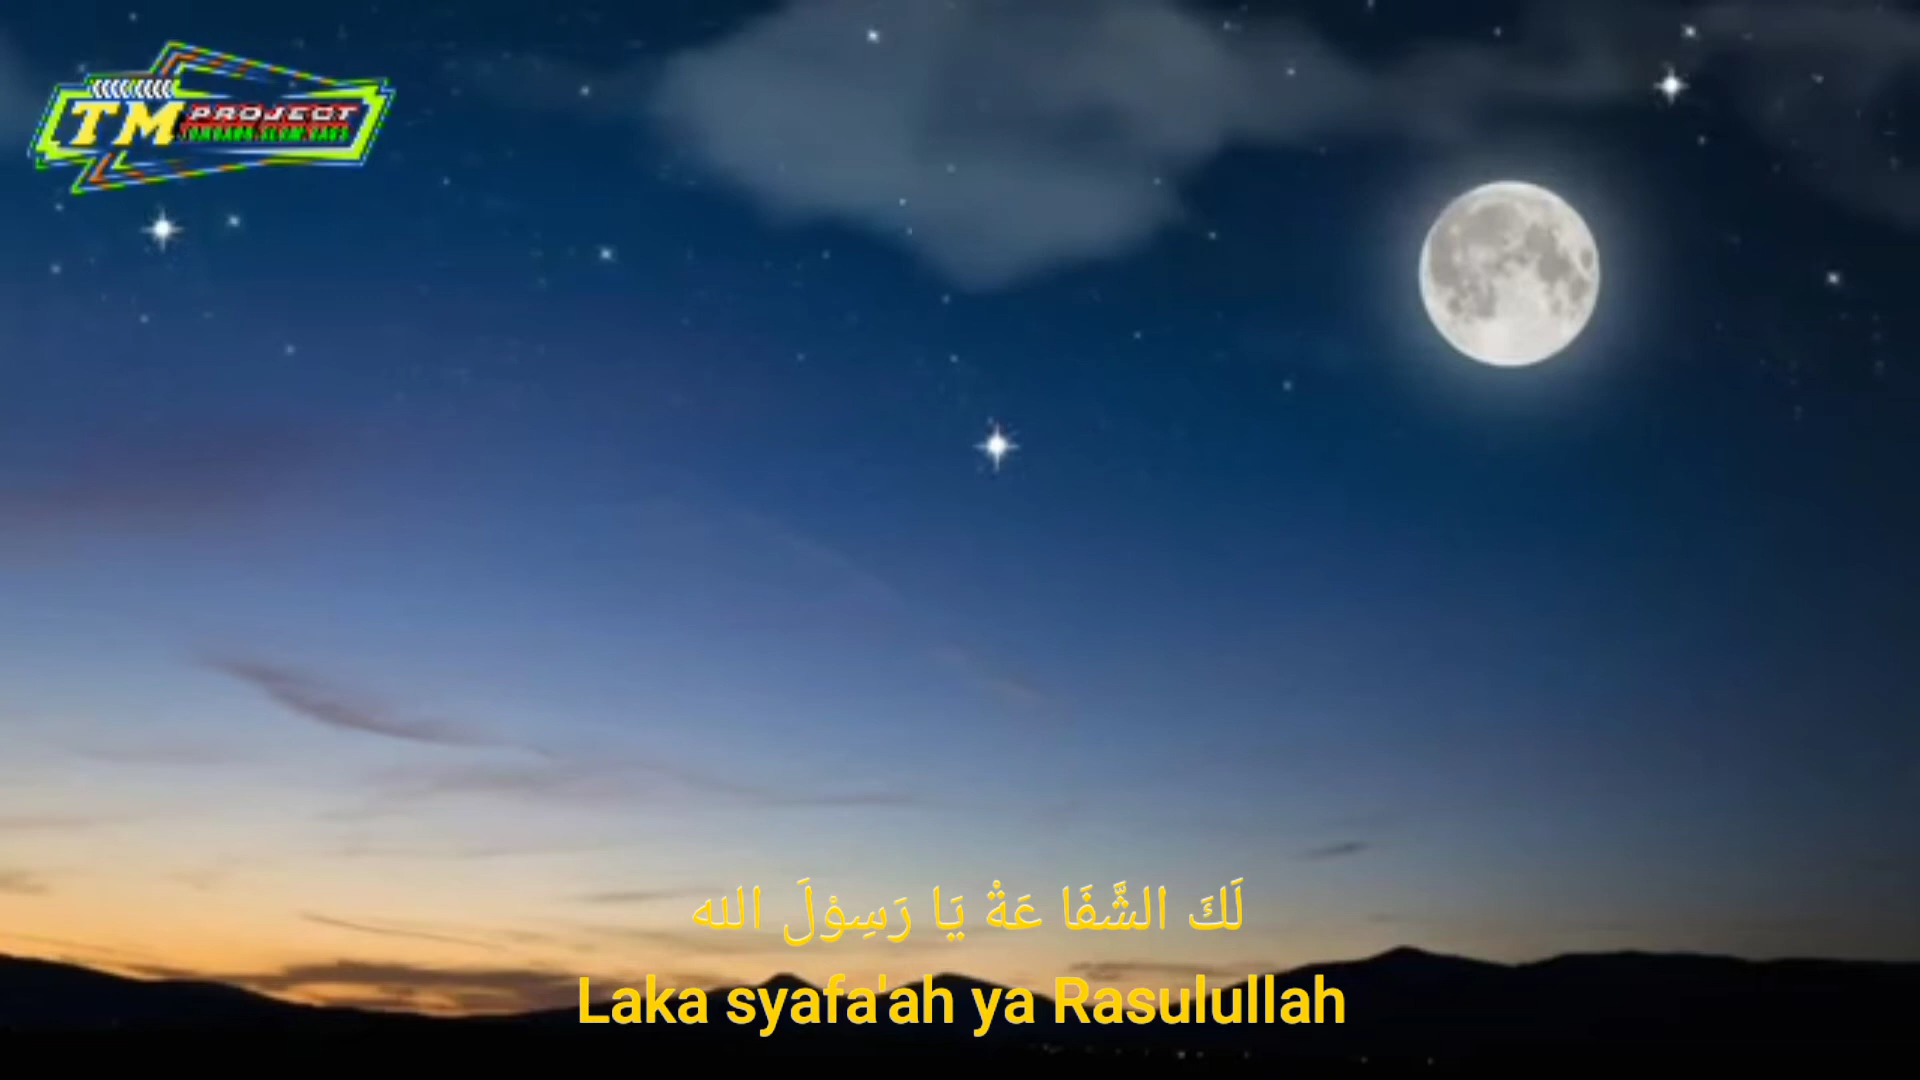 TM PROJECT
لَكَ الشَّفَا عَةْ يَا رَسِوْلَ الله
Laka syafa'ah ya Rasulullah